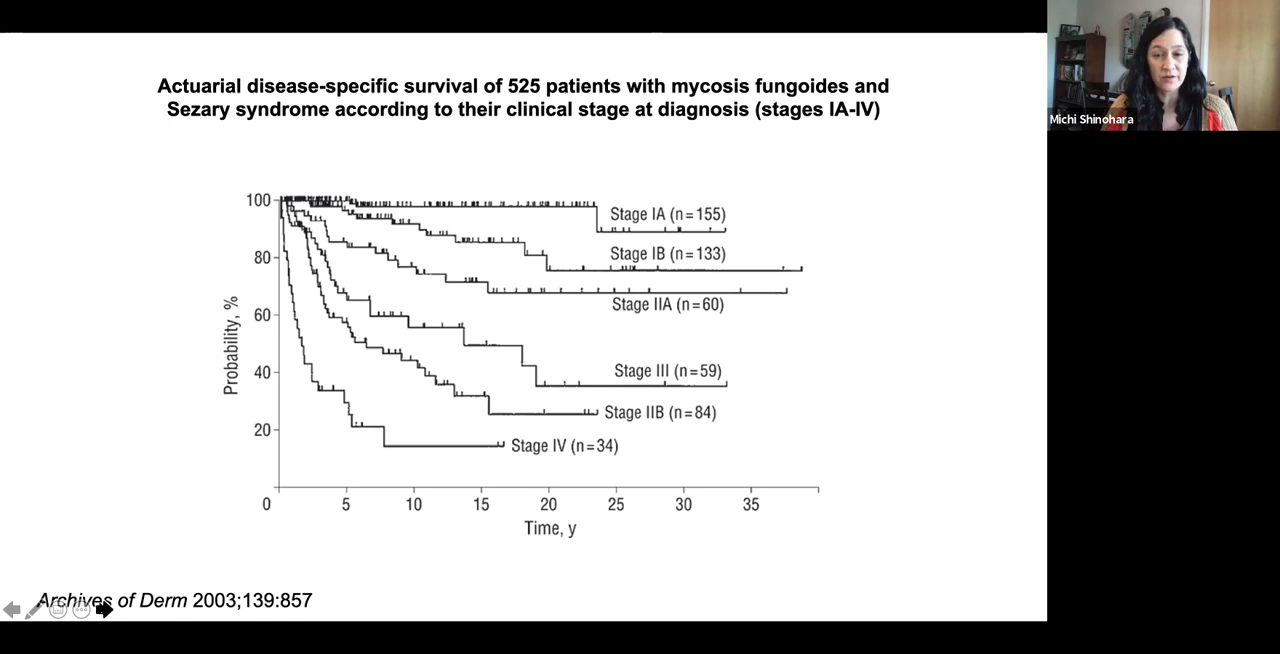 Actuarial disease-specific survival of 525 patients with mycosis fungoides and
Sezary syndrome according to their clinical stage at diagnosis (stages IA-IV)
Michi Shinohara
Probability, %
100
80
60
40
20
Stage IA (n=155)
Stage IB (n=133)
Stage IIA (n=60)
Stage III (n=59)
Stage IIB (n=84)
Stage IV (n=34)
0 5 10 15 20 25 30 35
Time, y
Archives of Derm 2003;139:857